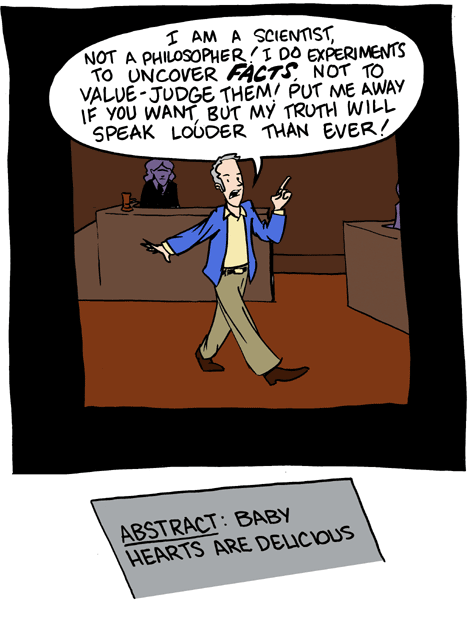 I AM A SCIENTIST,
NOT A PHILOSOPHER! I DO EXPERIMENTS
TO UNCOVER FACTS, NOT TO
VALUE-JUDGE THEM! PUT ME AWAY
IF YOU WANT, BUT MY TRUTH WILL
SPEAK LOUDER THAN EVER!
ABSTRACT: BABY
HEARTS ARE DELICIOUS